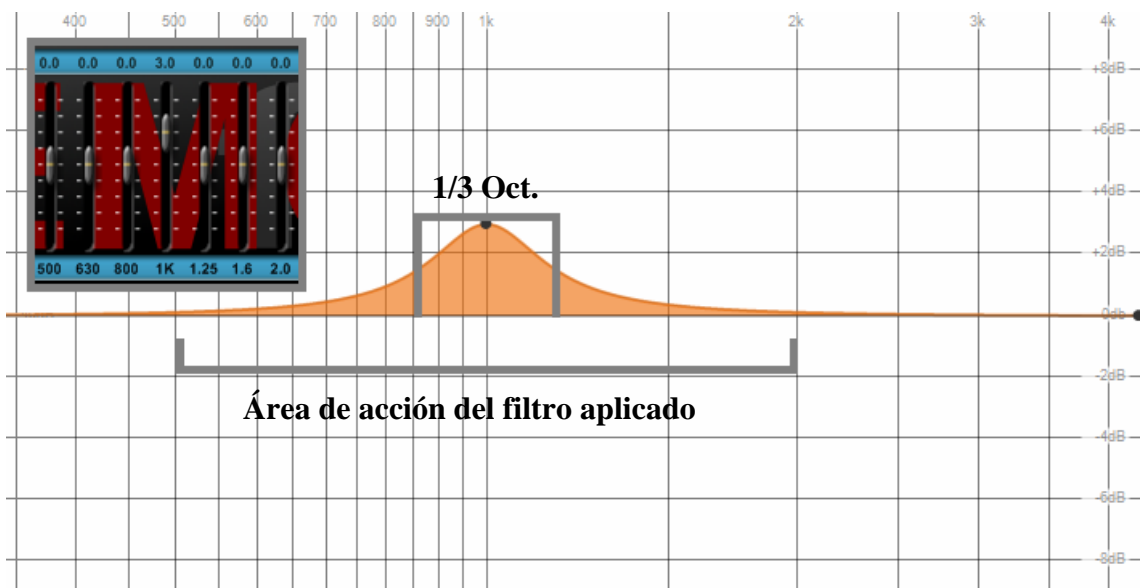 400 500 600 700 800 900 1k 2k 3k 4k
0.0 0.0 0.0 3.0 0.0 0.0 0.0
500 630 800 1K 1.25 1.6 2.0
+8dB
+6dB
1/3 Oct.
+4dB
+2dB
0db
-2dB
Área de acción del filtro aplicado
-4dB
-6dB
-8dB